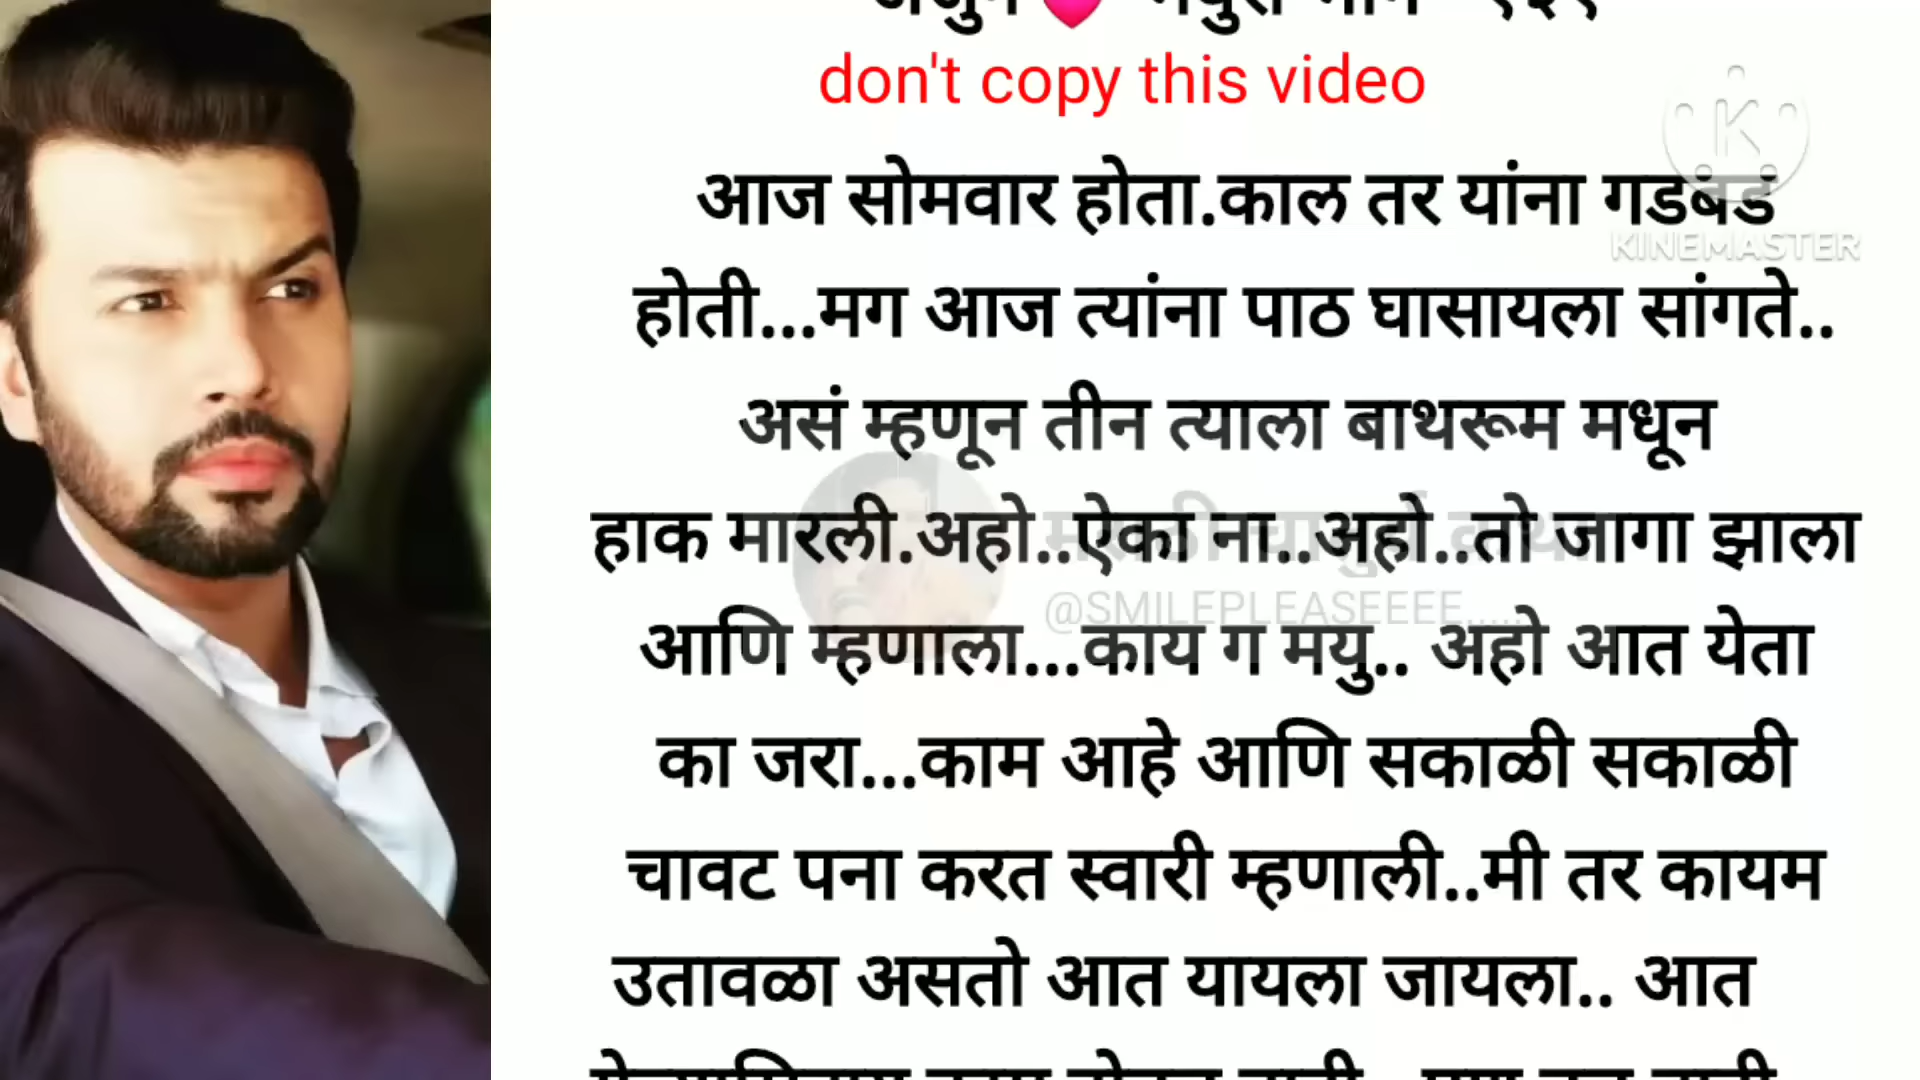 don't copy this video
आज सोमवार होता.काल तर यांना गडबड
होती...मग आज त्यांना पाठ घासायला सांगते..
असं म्हणून तीन त्याला बाथरूम मधून
हाक मारली.अहो..ऐका ना..अहो..तो जागा झाला
आणि म्हणाला...काय ग मयु.. अहो आत येता
का जरा...काम आहे आणि सकाळी सकाळी
चावट पना करत स्वारी म्हणाली..मी तर कायम
उतावळा असतो आत यायला जायला.. आत
K
KINEMASTER
@SMILEPLEASEEEE.....